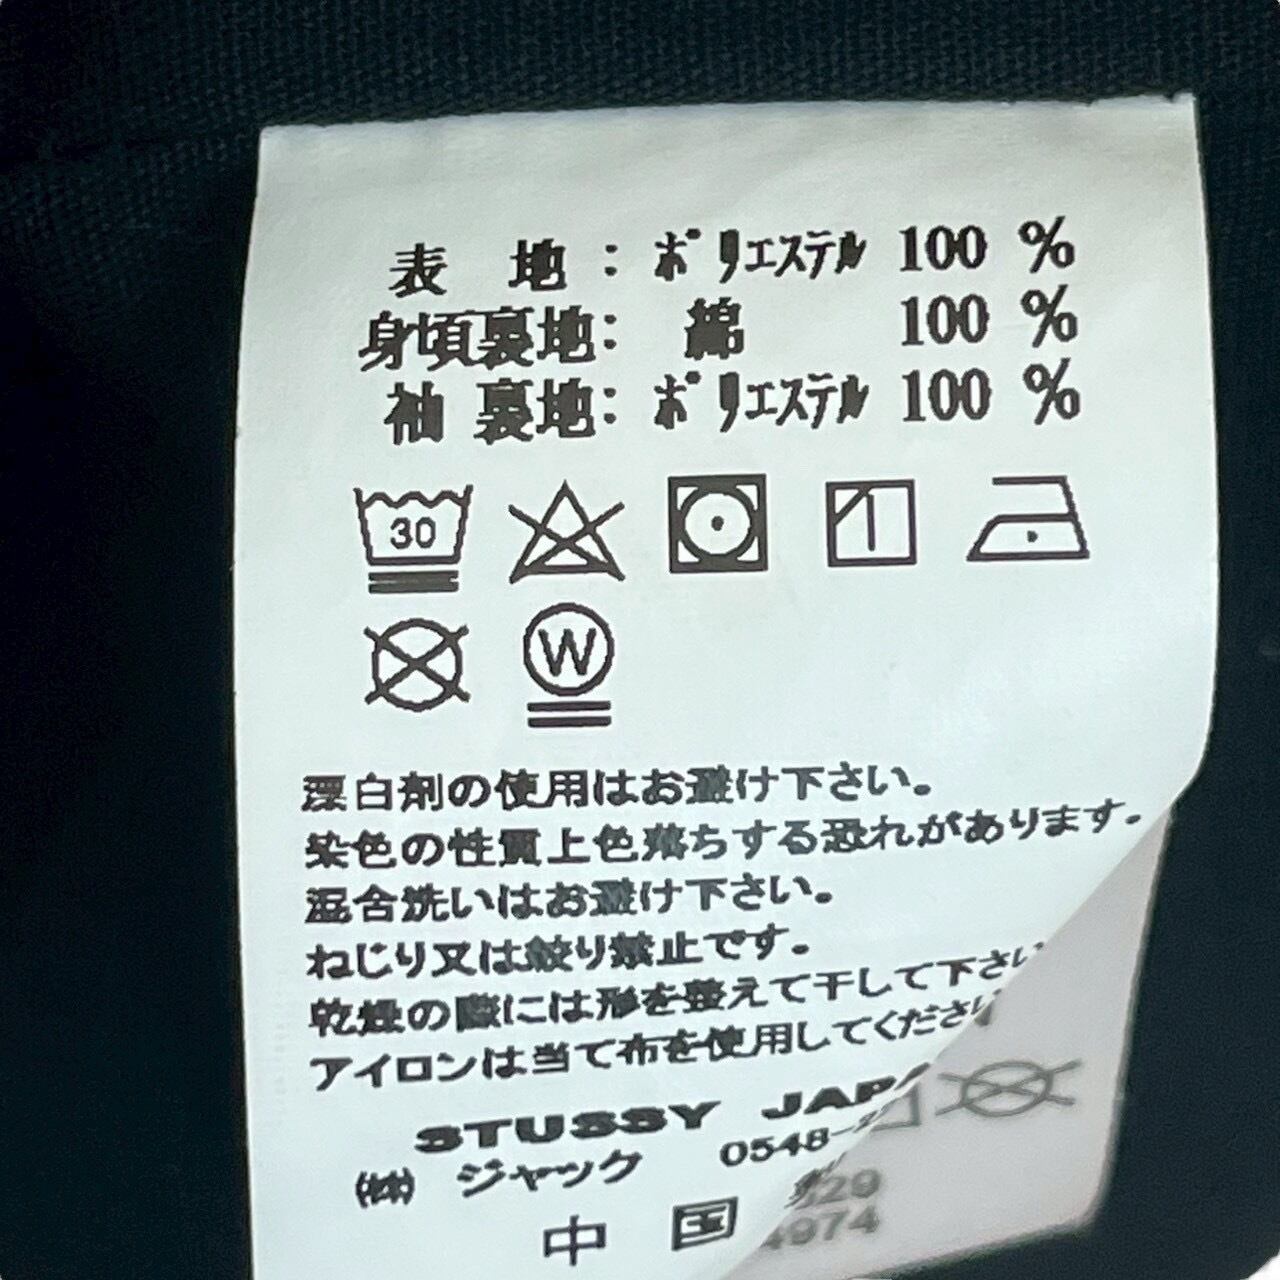 表 地 : ポリエステル 100 %
身頃裏地: 綿 100 %
袖裏地: ポリエステル 100 %
30
W
漂白剤の使用はお避け下さい。
染色の性質上色落ちする恐れがあります。
混合洗いはお避け下さい。
ねじり又は絞り禁止です。
乾燥の際には形を整えて干して下さい
アイロンは当て布を使用してください
STUSSY JAPA
㈱ ジャック 0548-2
中 国 29
4974